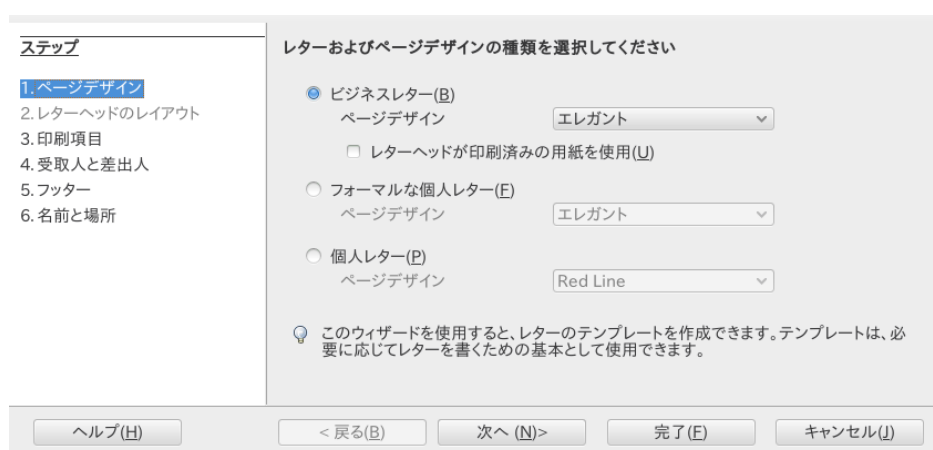 ステップ
1.ページデザイン
2.レターヘッドのレイアウト
3.印刷項目
4.受取人と差出人
5.フッター
6.名前と場所
レターおよびページデザインの種類を選択してください
ビジネスレター(B)
ページデザイン エレガント
レターヘッドが印刷済みの用紙を使用(U)
フォーマルな個人レター(F)
ページデザイン エレガント
個人レター(P)
ページデザイン Red Line
このウィザードを使用すると、レターのテンプレートを作成できます。テンプレートは、必
要に応じてレターを書くための基本として使用できます。
ヘルプ(H) <戻る(B) 次へ (N)> 完了(F) キャンセル(J)